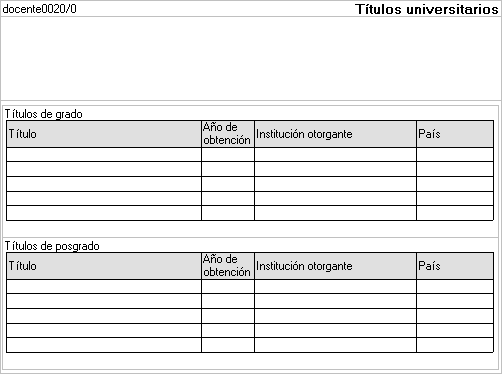 docente0020/0 Títulos universitarios
Títulos de grado
Título Año de obtención Institución otorgante País
Títulos de posgrado
Título Año de obtención Institución otorgante País